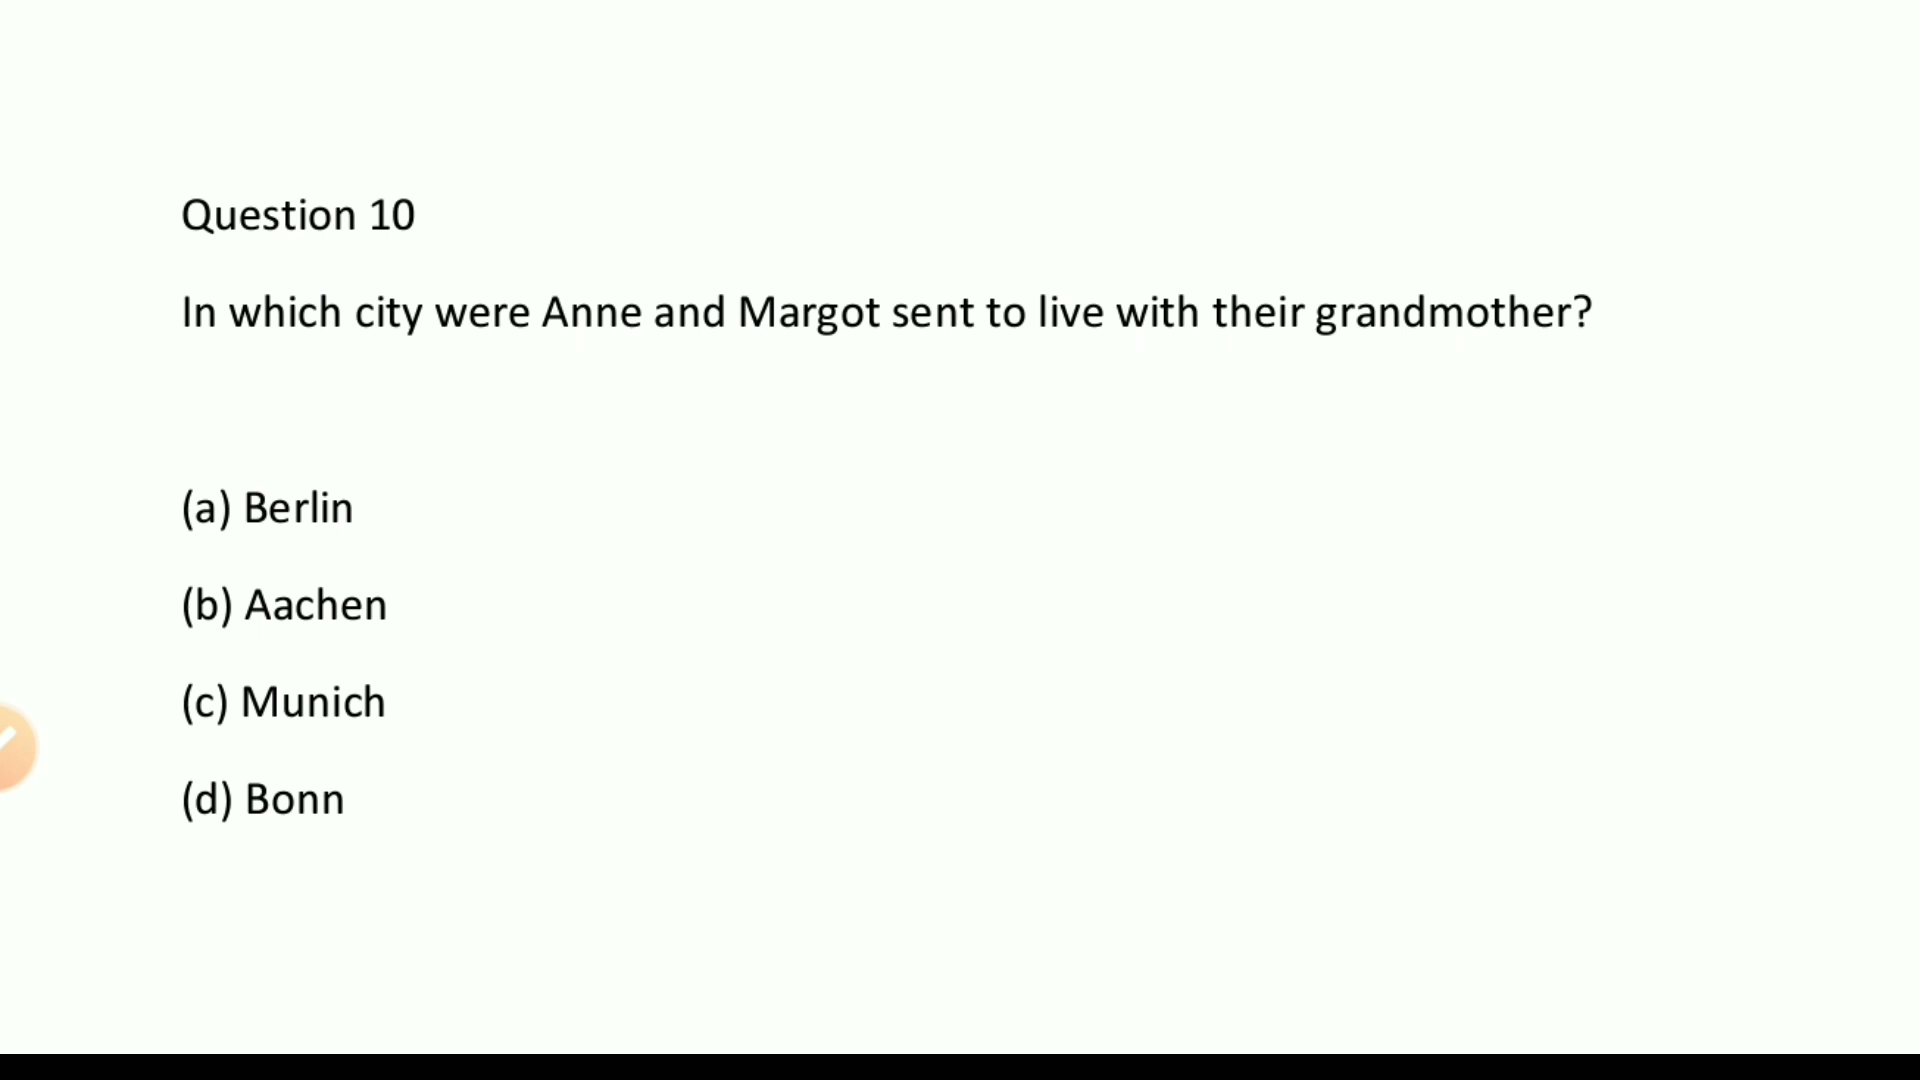 Question 10
In which city were Anne and Margot sent to live with their grandmother?
(a) Berlin
(b) Aachen
(c) Munich
(d) Bonn